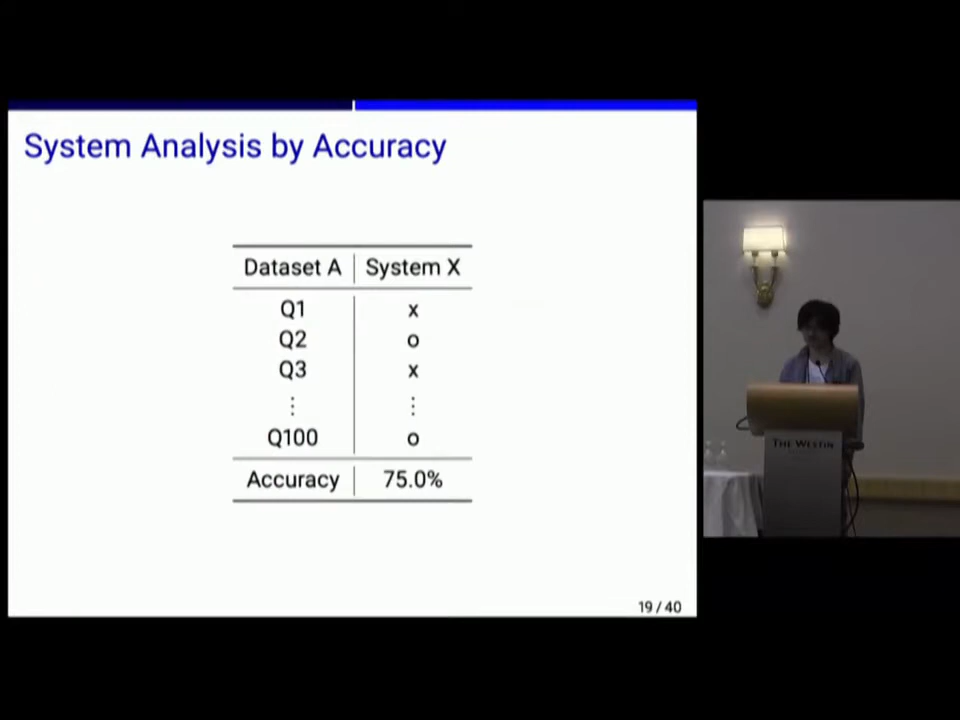 System Analysis by Accuracy
Dataset A System X
Q1 x
Q2 o
Q3 x
⋮ ⋮
Q100 o
Accuracy 75.0%
19 / 40
THE WESTIN